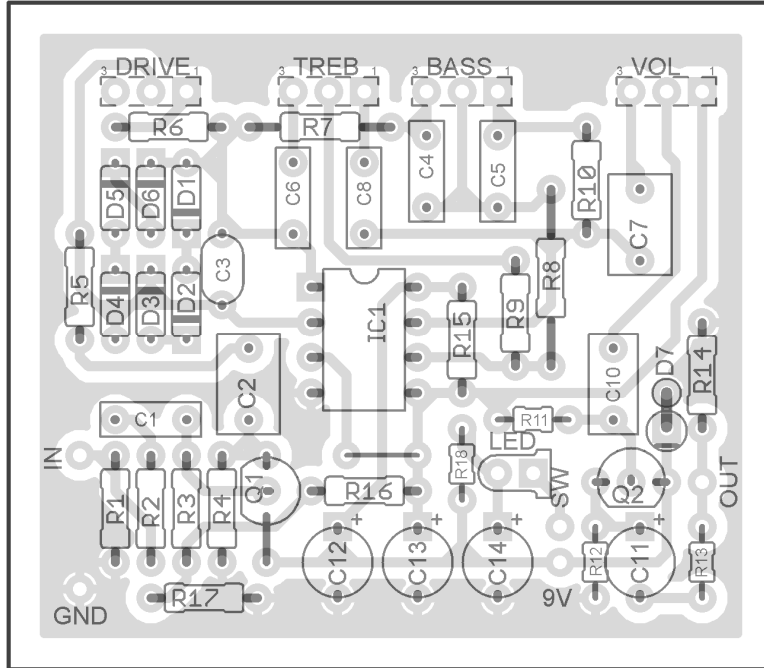 DRIVE TREB BASS VOL
3 1 3 1 3 1 3 1
R6 R7
C4 C5 R10
D5 D6 D1 C6 C8
C7
R5 C3 R8
D4 D3 D2 IC1 R15 R9
C2 C10 D7 R14
C1 R11
LED
IN R18 SW OUT
R1 R2 R3 R4 Q1 R16 Q2
+ + + +
C12 C13 C14 R12 C11 R13
R17 9V
GND